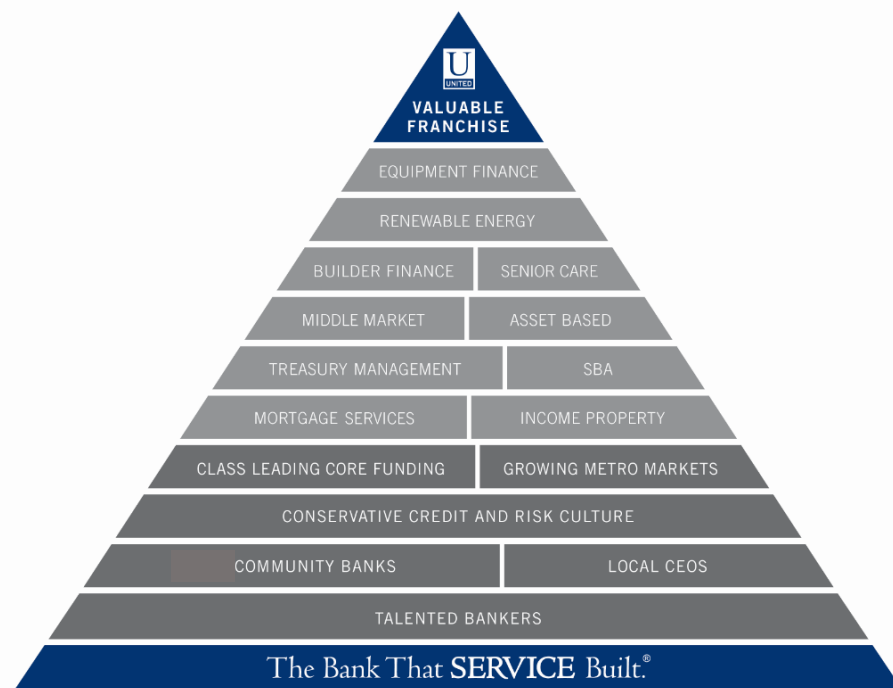 U
UNITED
VALUABLE
FRANCHISE
EQUIPMENT FINANCE
RENEWABLE ENERGY
BUILDER FINANCE
SENIOR CARE
MIDDLE MARKET
ASSET BASED
TREASURY MANAGEMENT
SBA
MORTGAGE SERVICES
INCOME PROPERTY
CLASS LEADING CORE FUNDING
GROWING METRO MARKETS
CONSERVATIVE CREDIT AND RISK CULTURE
COMMUNITY BANKS
LOCAL CEOS
TALENTED BANKERS
The Bank That SERVICE Built.®